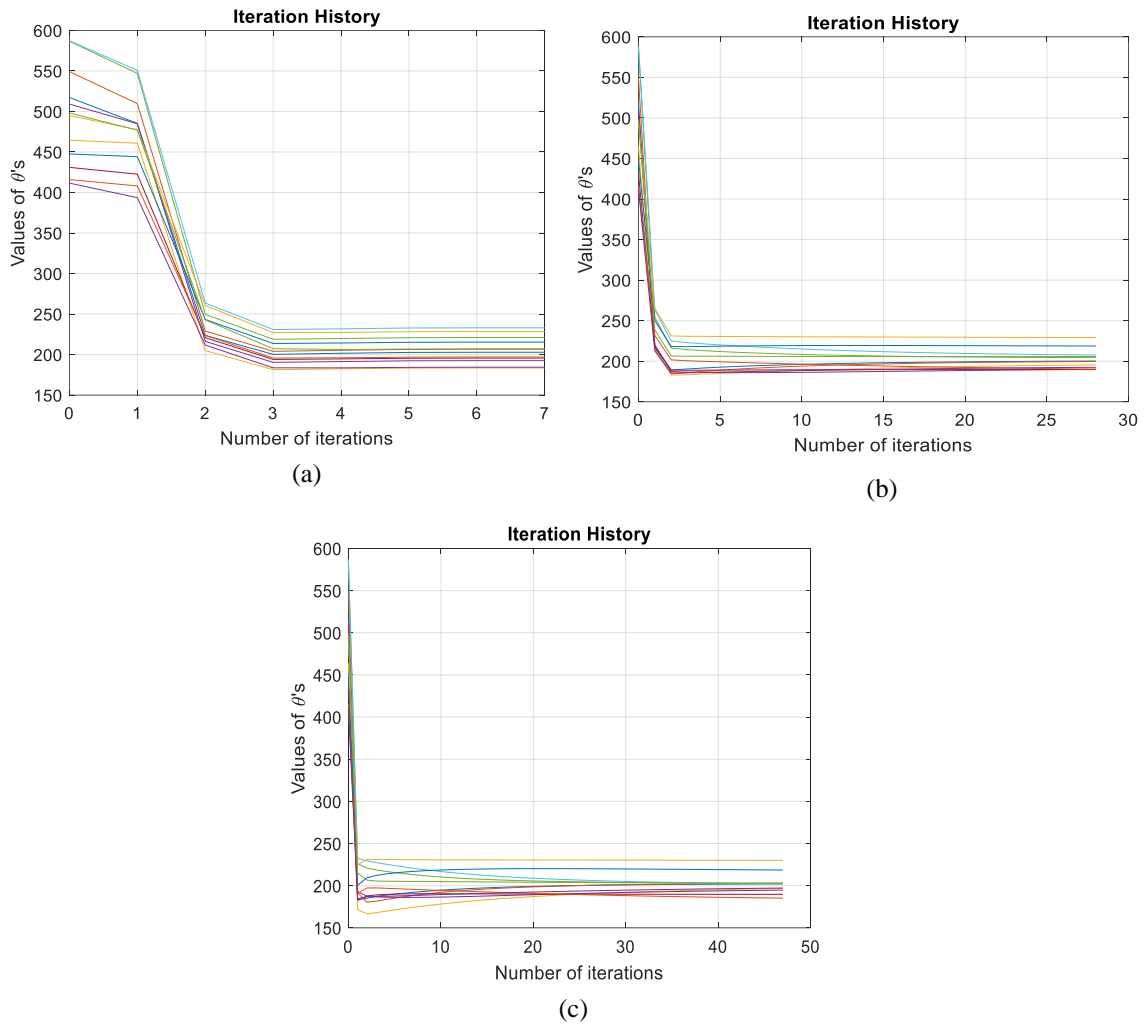 Iteration History
600
550
500
450
400
350
300
250
200
150
Values of θ's
0 1 2 3 4 5 6 7
Number of iterations
(a)
Iteration History
600
550
500
450
400
350
300
250
200
150
Values of θ's
0 5 10 15 20 25 30
Number of iterations
(b)
Iteration History
600
550
500
450
400
350
300
250
200
150
Values of θ's
0 10 20 30 40 50
Number of iterations
(c)